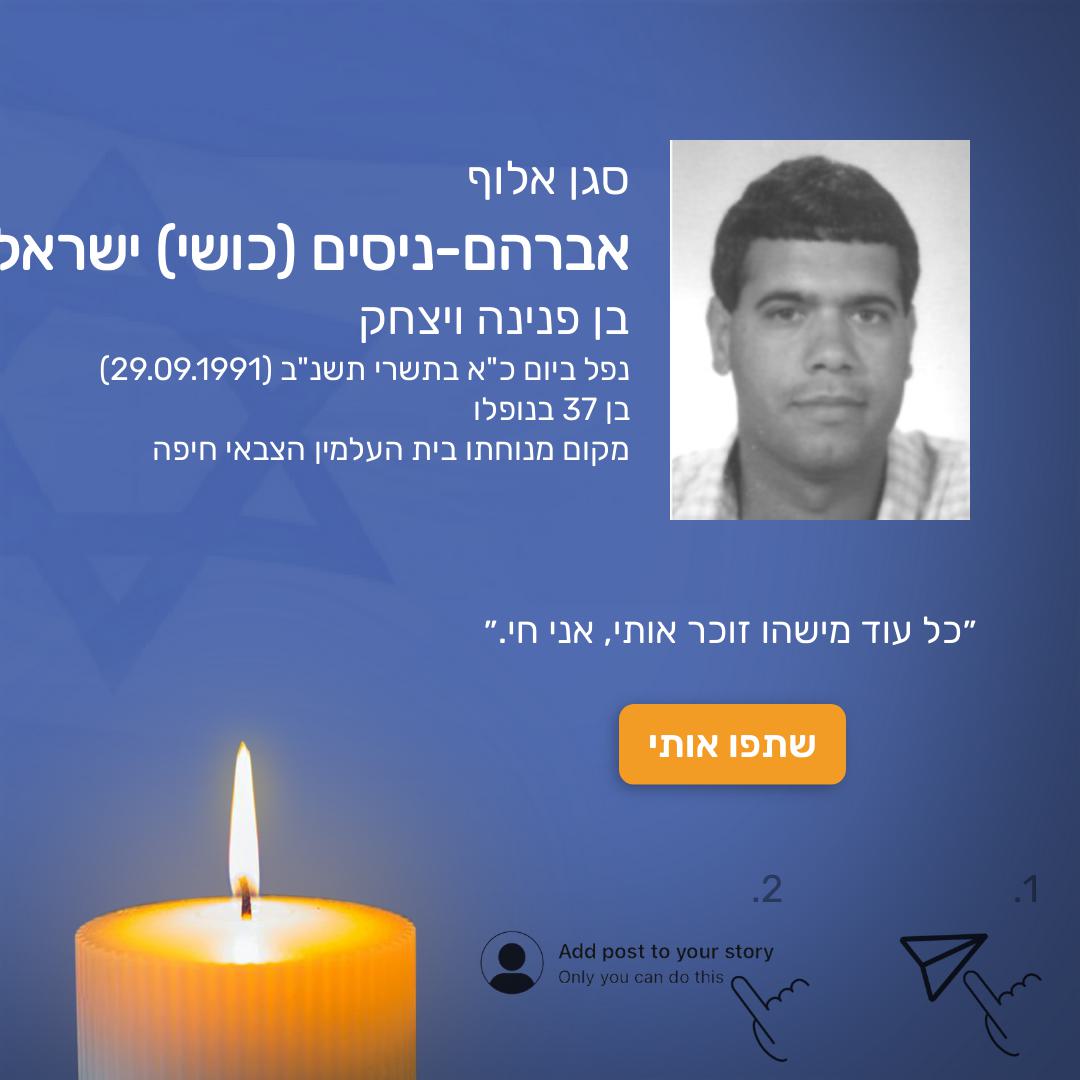 סגן אלוף
אברהם-ניסים (כושי) ישראל
בן פנינה ויצחק
נפל ביום כ"א בתשרי תשנ"ב (29.09.1991)
בן 37 בנופלו
מקום מנוחתו בית העלמין הצבאי חיפה
״כל עוד מישהו זוכר אותי, אני חי.״
שתפו אותי
1.
2.
Add post to your story
Only you can do this